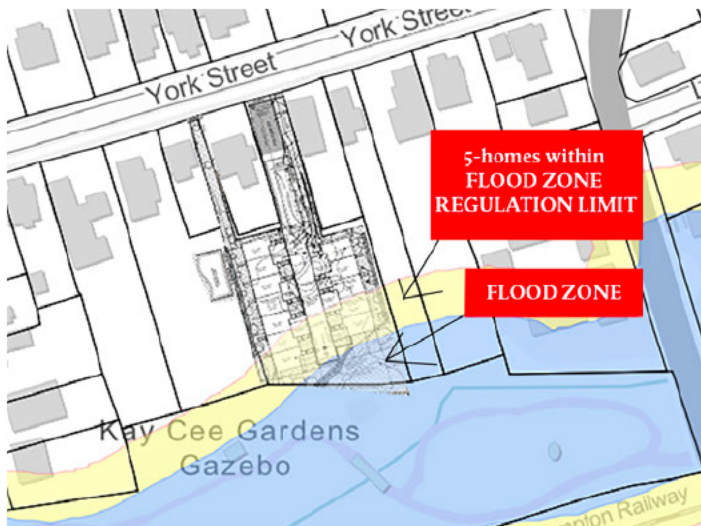 York Street
York Street
5-homes within
FLOOD ZONE
REGULATION LIMIT
FLOOD ZONE
Kay Cee Gardens
Gazebo
Railway